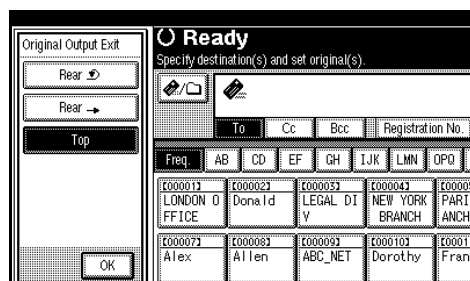 Original Output Exit
Rear
Rear
Top
OK
Ready
Specify destination(s) and set original(s).
To Cc Bcc Registration No.
Freq. AB CD EF GH IJK LMN OPQ
[00001] [00002] [00003] [00004]
LONDON O Donald LEGAL DI NEW YORK PARI
FFICE V BRANCH ANCH
[00007] [00008] [00009] [00010]
Alex Allen ABC_NET Dorothy Fran